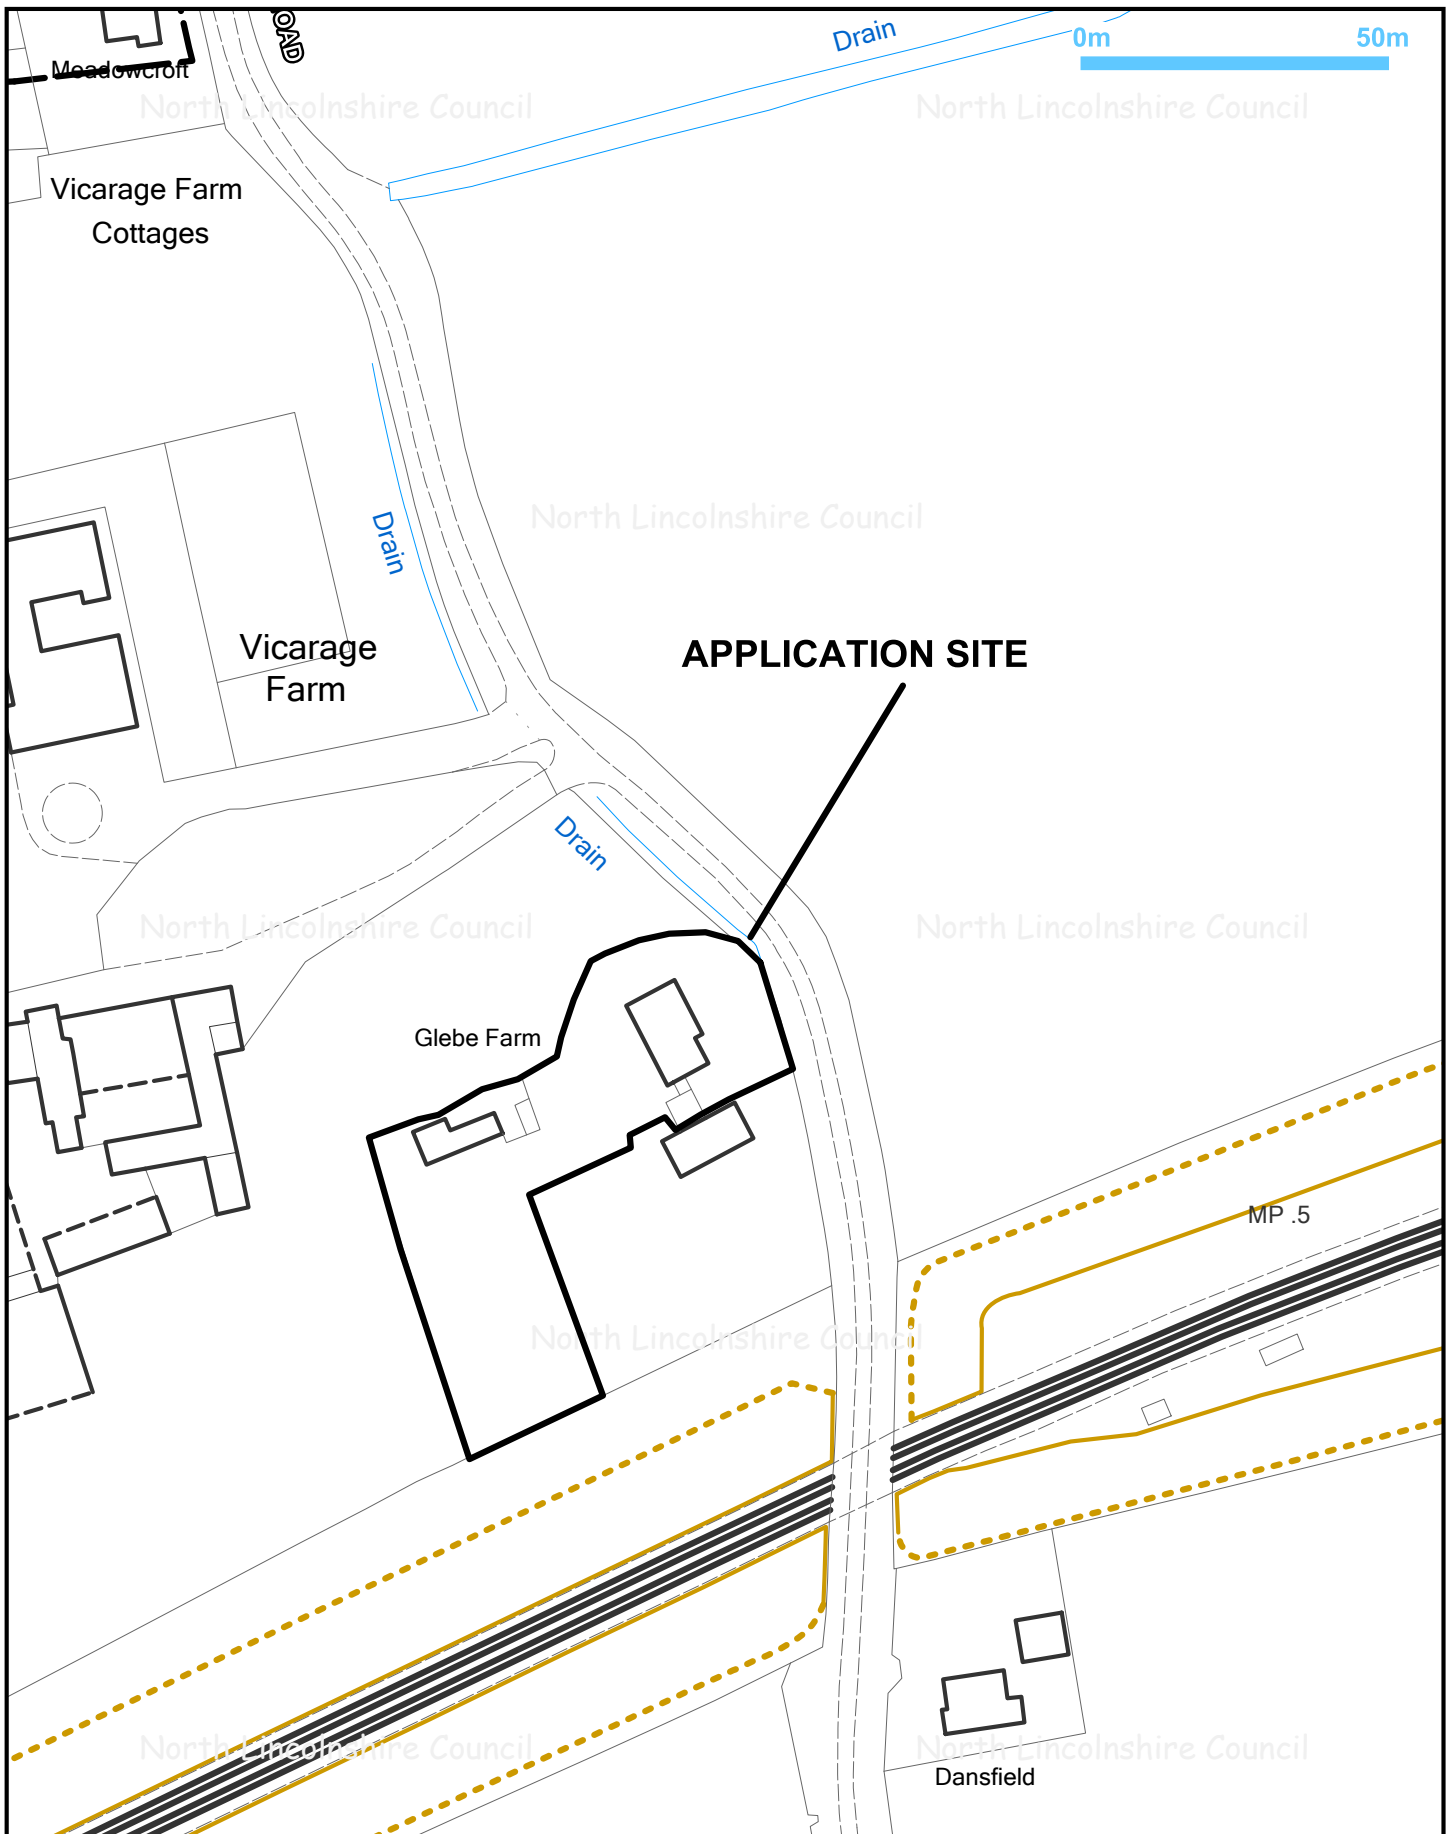 OAD
Drain
0m
50m
Meadowcroft
North Lincolnshire Council
North Lincolnshire Council
Vicarage Farm
Cottages
Drain
North Lincolnshire Council
Vicarage
Farm
APPLICATION SITE
Drain
North Lincolnshire Council
North Lincolnshire Council
Glebe Farm
MP .5
North Lincolnshire Council
North Lincolnshire Council
North Lincolnshire Council
Dansfield